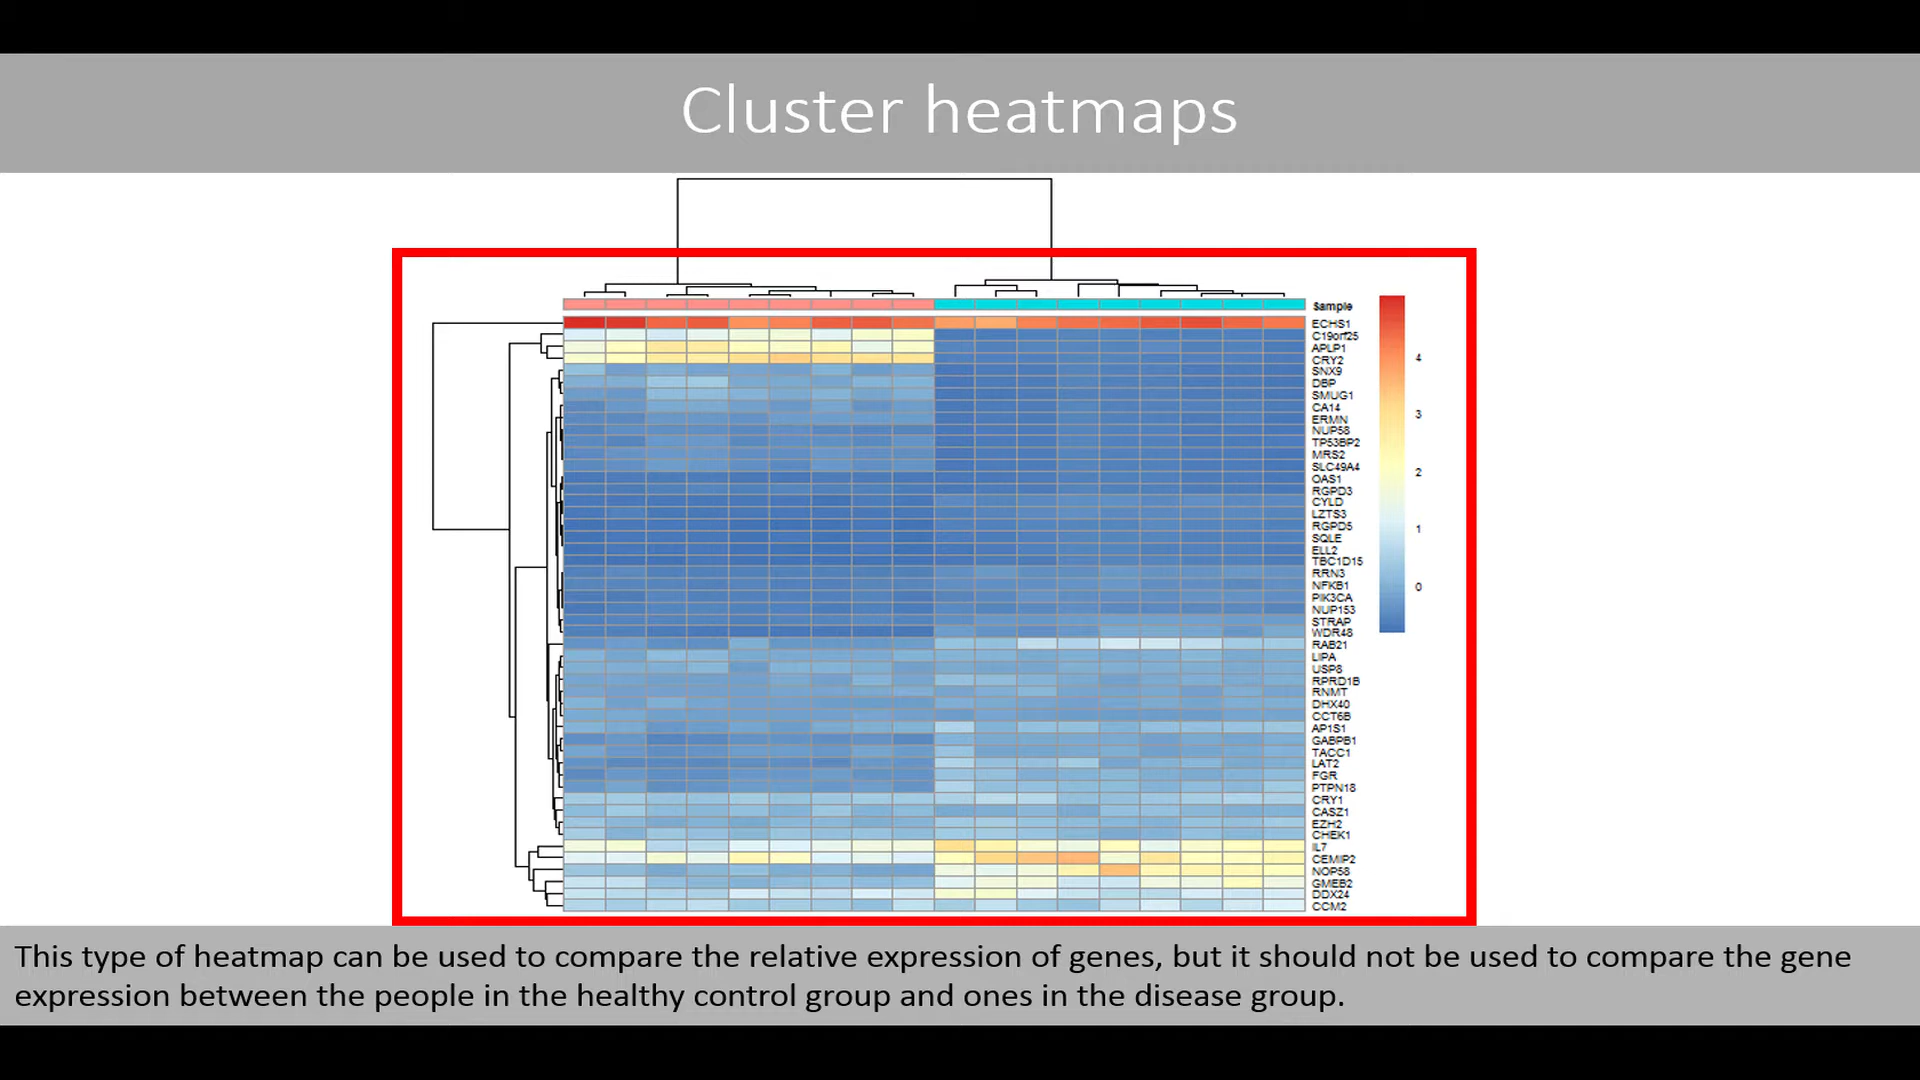 Cluster heatmaps
Sample
ECHS1
C19orf25
APLP1
CRY2
SNX9
DBP
SMUG1
CA14
ERMN
NUP58
TP53BP2
MRS2
SLC49A4
OAS1
RGPD3
CYLD
LZTS3
RGPD5
SQLE
ELL2
TBC1D15
RRN3
NFKB1
PIK3CA
NUP153
STRAP
WDR48
RAB21
LIPA
USP8
RPRD1B
RNMT
DHX40
CCT6B
AP1S1
GABPB1
TACC1
LAT2
FGR
PTPN18
CRY1
CASZ1
EZH2
CHEK1
IL7
CEMIP2
NOP58
GMEB2
DDX24
CCM2
4
3
2
1
0
This type of heatmap can be used to compare the relative expression of genes, but it should not be used to compare the gene
expression between the people in the healthy control group and ones in the disease group.